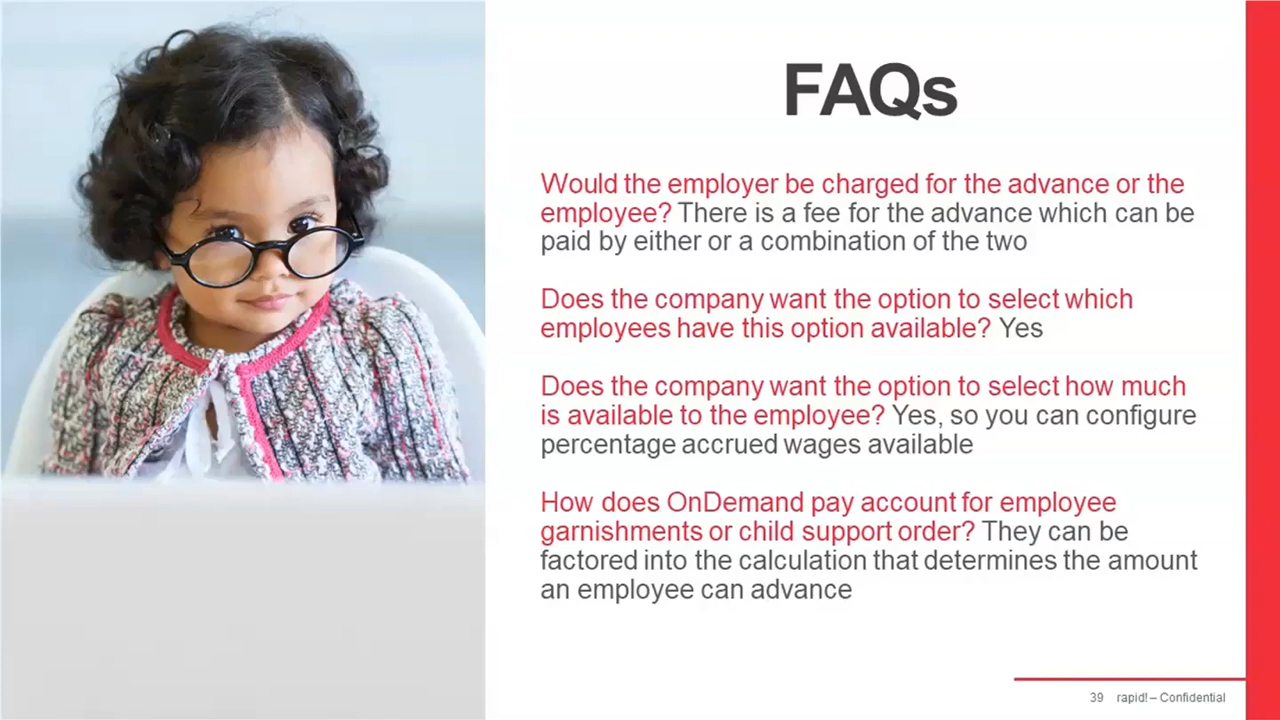 FAQs
Would the employer be charged for the advance or the
employee? There is a fee for the advance which can be
paid by either or a combination of the two
Does the company want the option to select which
employees have this option available? Yes
Does the company want the option to select how much
is available to the employee? Yes, so you can configure
percentage accrued wages available
How does OnDemand pay account for employee
garnishments or child support order? They can be
factored into the calculation that determines the amount
an employee can advance
39 rapid! – Confidential